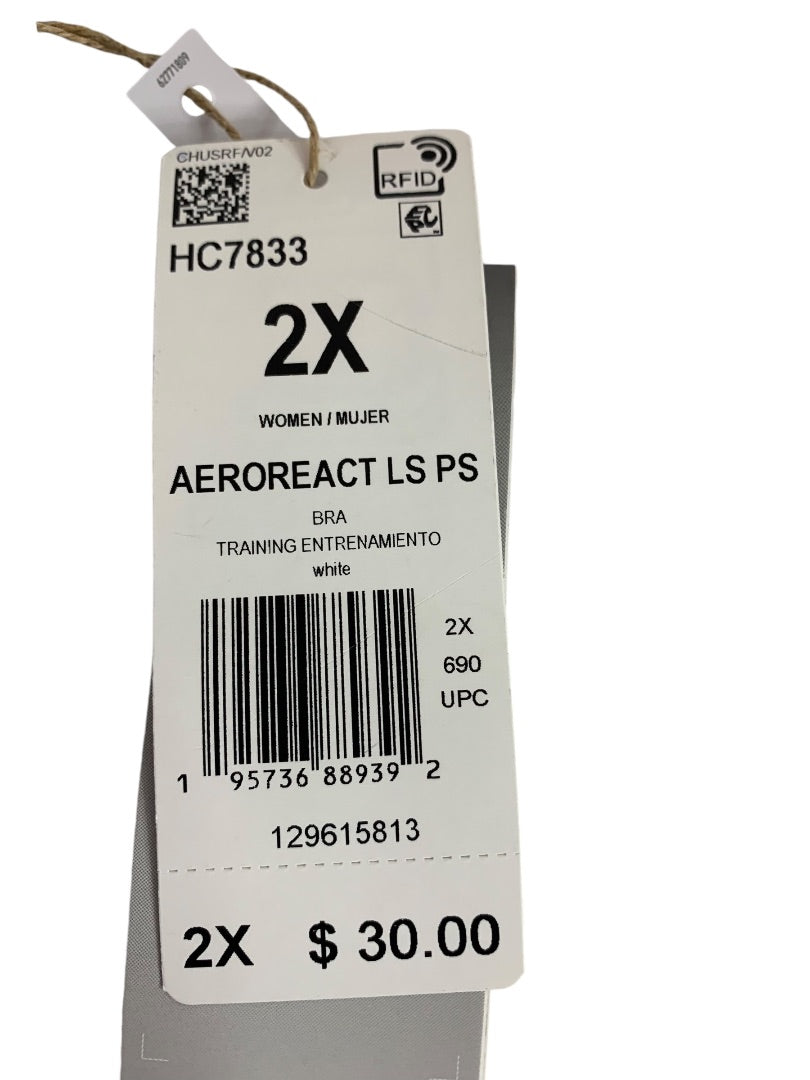 62771809
CHUSRF/V02
RFID
HC7833
2X
WOMEN / MUJER
AEROREACT LS PS
BRA
TRAINING ENTRENAMIENTO
white
2X
690
UPC
1 95736 88939 2
129615813
2X $ 30.00